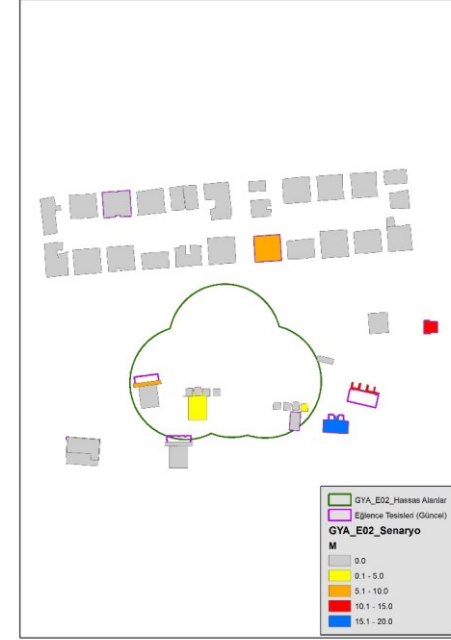 GYA_E02_Hassas Alanlar
Eğlence Tesisleri (Güncel)
GYA_E02_Senaryo
M
0.0
0.1 - 5.0
5.1 - 10.0
10.1 - 15.0
15.1 - 20.0